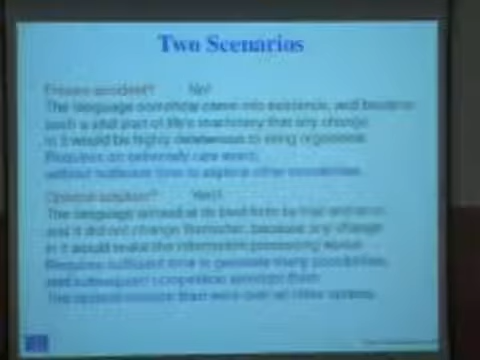 Two Scenarios
Frozen accident? No!
The language somehow came into existence, and became
such a vital part of life's machinery that any change
in it would be highly deleterious to living organisms.
Requires an extremely rare event,
without sufficient time to explore other possibilities.
Optimal solution? Yes!!
The language arrived at its best form by trial and error,
and it did not change thereafter, because any change
in it would make the information processing worse.
Requires sufficient time to generate many possibilities,
and subsequent competition amongst them
The optimal solution then wins over all other options.